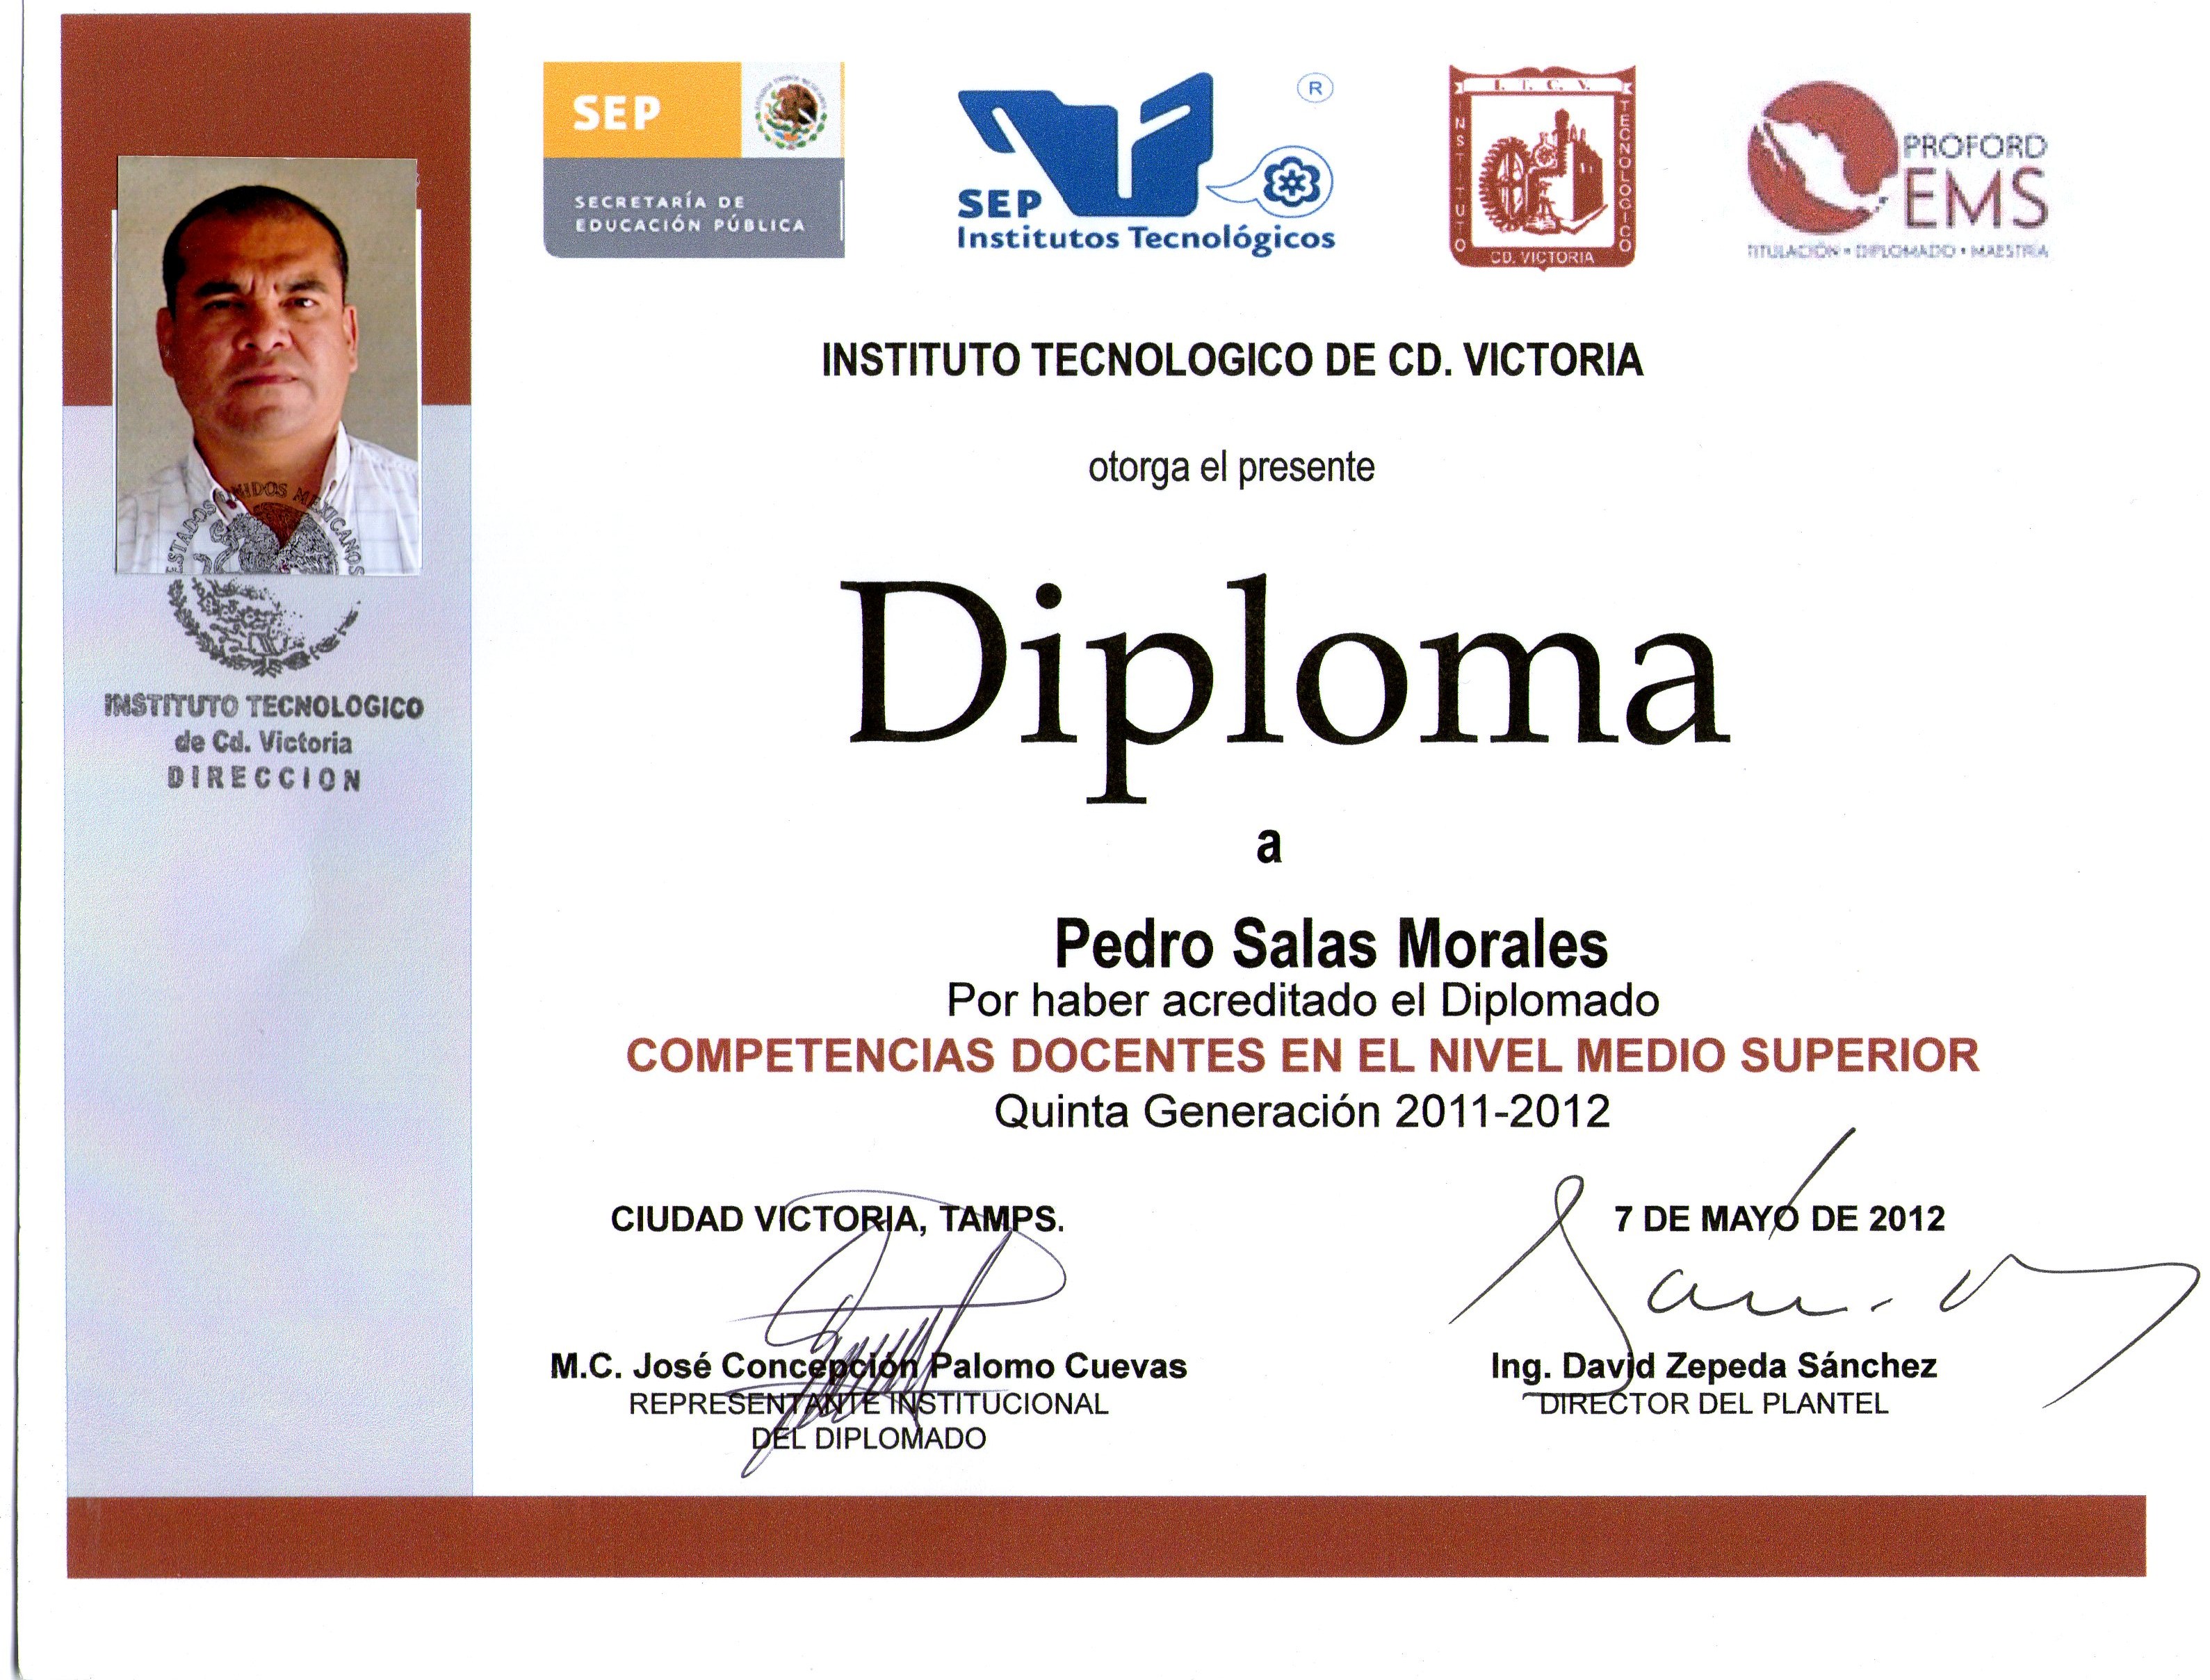 SEP
SECRETARÍA DE
EDUCACIÓN PÚBLICA
®
SEP
Institutos Tecnológicos
I. T. C. V.
INSTITUTO
TECNOLOGICO
CD. VICTORIA
PROFORD
EMS
TITULACIÓN • DIPLOMADO • MAESTRÍA
INSTITUTO TECNOLOGICO DE CD. VICTORIA
otorga el presente
Diploma
a
Pedro Salas Morales
Por haber acreditado el Diplomado
COMPETENCIAS DOCENTES EN EL NIVEL MEDIO SUPERIOR
Quinta Generación 2011-2012
CIUDAD VICTORIA, TAMPS.
7 DE MAYO DE 2012
M.C. José Concepción Palomo Cuevas
REPRESENTANTE INSTITUCIONAL
DEL DIPLOMADO
Ing. David Zepeda Sánchez
DIRECTOR DEL PLANTEL
ESTADOS UNIDOS MEXICANOS
INSTITUTO TECNOLOGICO
de Cd. Victoria
DIRECCION